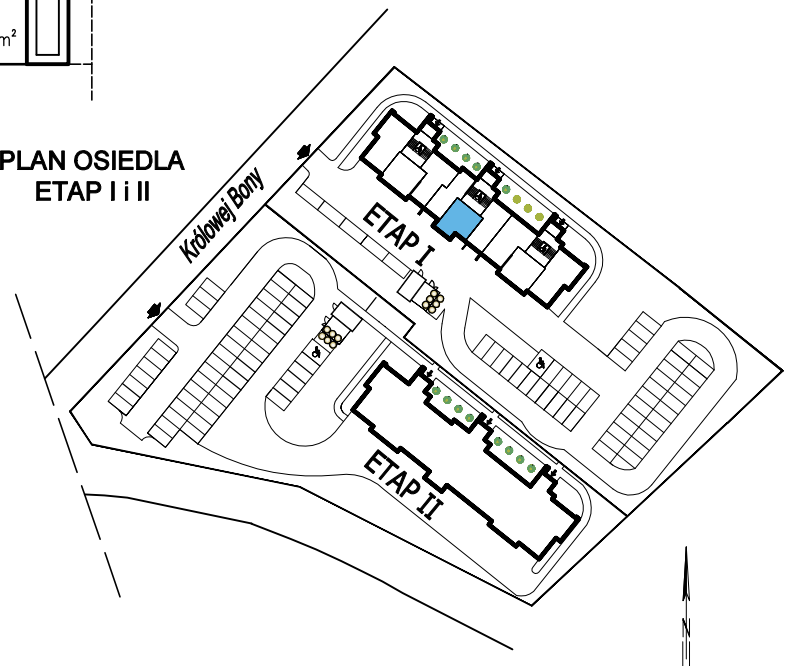 m²
PLAN OSIEDLA
ETAP I i II
Królowej Bony
ETAP I
ETAP II
N